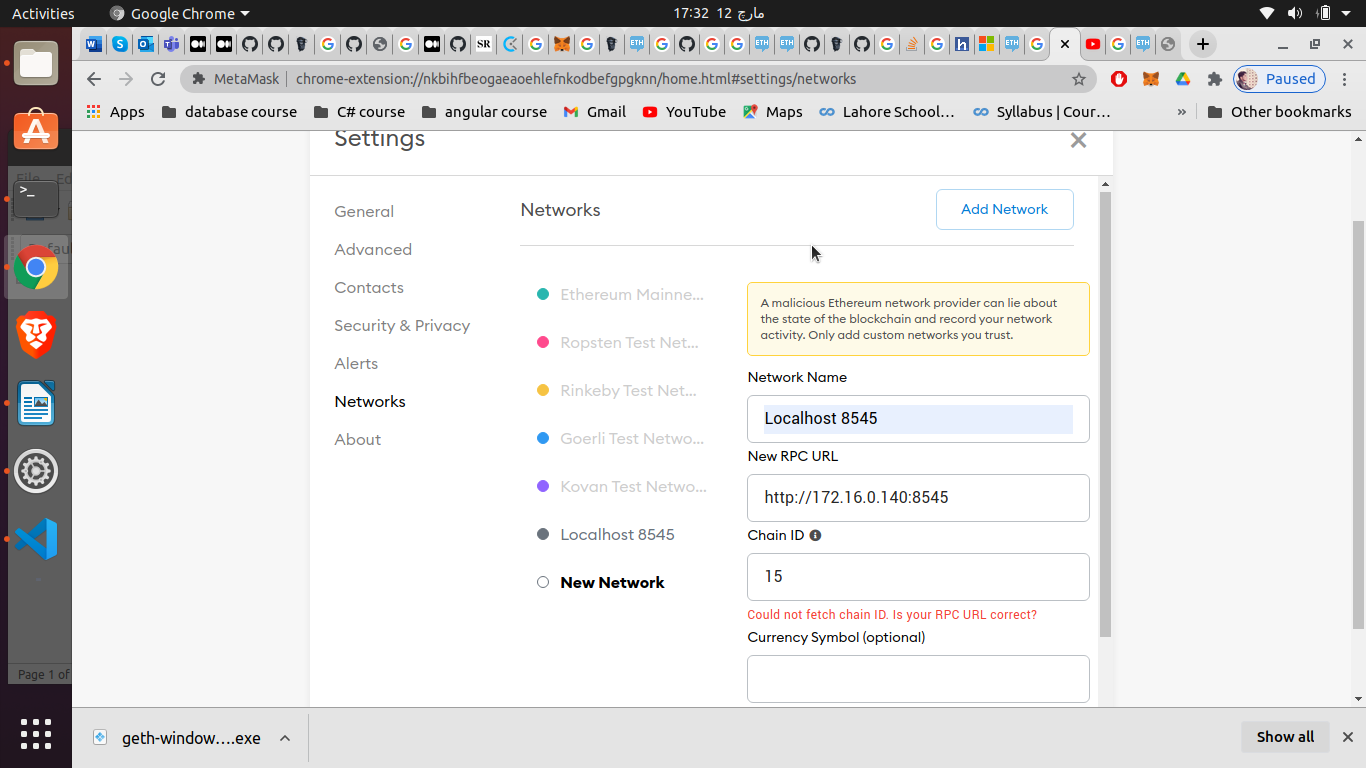 Activities
Google Chrome
17:32 12 مارچ
MetaMask
chrome-extension://nkbihfbeogaeaoehlefnkodbefgpgknn/home.html#settings/networks
Paused
Apps
database course
C# course
angular course
Gmail
YouTube
Maps
Lahore School...
Syllabus | Cour...
»
Other bookmarks
Settings
General
Advanced
Contacts
Security & Privacy
Alerts
Networks
About
Networks
Add Network
Ethereum Mainne...
Ropsten Test Net...
Rinkeby Test Net...
Goerli Test Netwo...
Kovan Test Netwo...
Localhost 8545
New Network
A malicious Ethereum network provider can lie about
the state of the blockchain and record your network
activity. Only add custom networks you trust.
Network Name
Localhost 8545
New RPC URL
http://172.16.0.140:8545
Chain ID
15
Could not fetch chain ID. Is your RPC URL correct?
Currency Symbol (optional)
File
Page 1 of
geth-window....exe
Show all